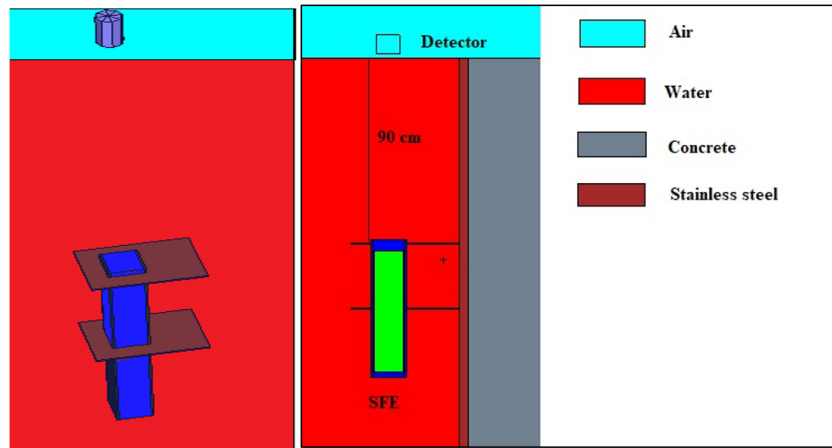 Detector
90 cm
SFE
Air
Water
Concrete
Stainless steel